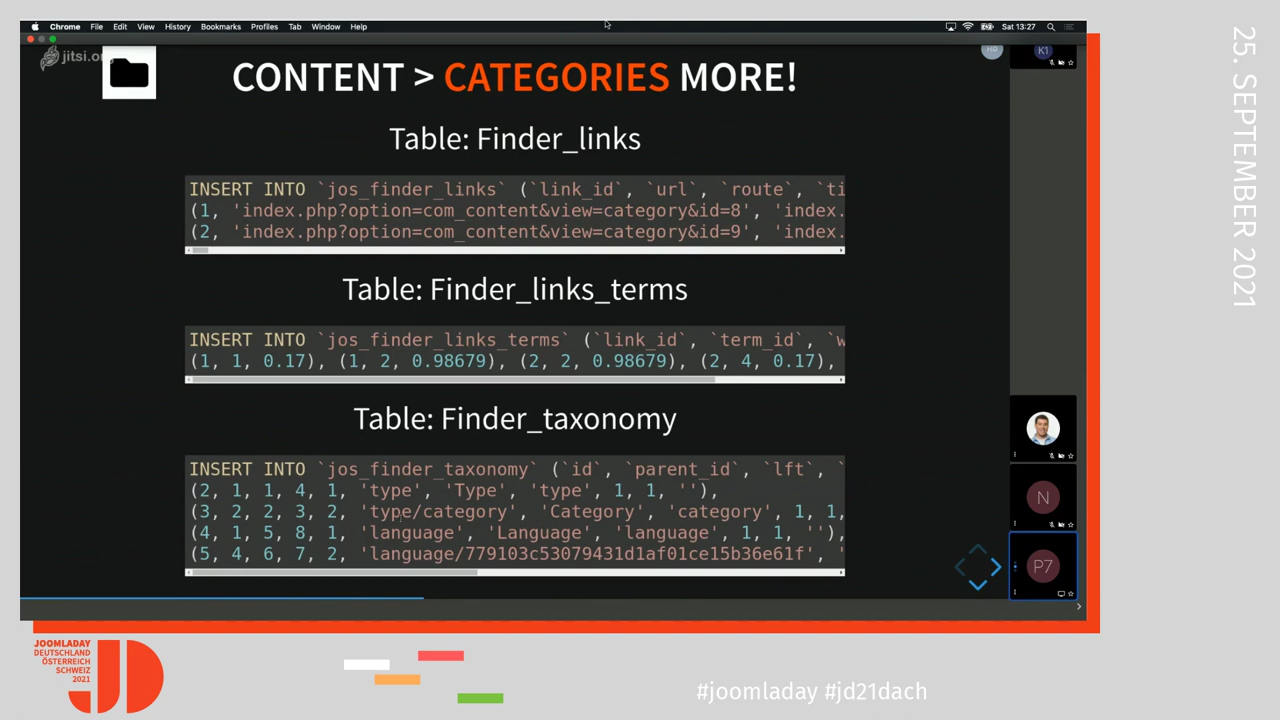 Chrome File Edit View History Bookmarks Profiles Tab Window Help
Sat 13:27
jitsi.or
HD
K1
CONTENT > CATEGORIES MORE!
Table: Finder_links
INSERT INTO `jos_finder_links` (`link_id`, `url`, `route`, `ti
(1, 'index.php?option=com_content&view=category&id=8', 'index.
(2, 'index.php?option=com_content&view=category&id=9', 'index.
Table: Finder_links_terms
INSERT INTO `jos_finder_links_terms` (`link_id`, `term_id`, `w
(1, 1, 0.17), (1, 2, 0.98679), (2, 2, 0.98679), (2, 4, 0.17),
Table: Finder_taxonomy
INSERT INTO `jos_finder_taxonomy` (`id`, `parent_id`, `lft`, `
(2, 1, 1, 4, 1, 'type', 'Type', 'type', 1, 1, ''),
(3, 2, 2, 3, 2, 'type/category', 'Category', 'category', 1, 1,
(4, 1, 5, 8, 1, 'language', 'Language', 'language', 1, 1, ''),
(5, 4, 6, 7, 2, 'language/779103c53079431d1af01ce15b36e61f', '
N
P7
25. SEPTEMBER 2021
JOOMLADAY
DEUTSCHLAND
ÖSTERREICH
SCHWEIZ
2021
JD
#joomladay #jd21dach